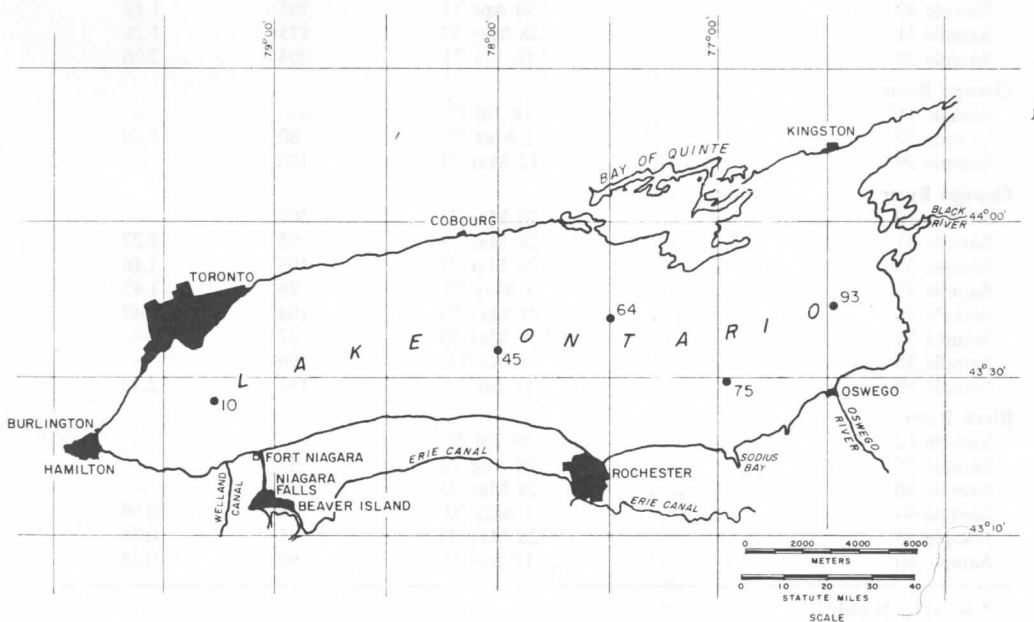 79°00'
78°00'
77°00'
KINGSTON
BAY OF QUINTE
COBOURG
BLACK
RIVER
44°00'
TORONTO
64
93
LAKE ONTARIO
45
43°30'
10
75
OSWEGO
BURLINGTON
HAMILTON
OSWEGO
RIVER
FORT NIAGARA
ERIE CANAL
SODIUS
BAY
WELLAND
CANAL
NIAGARA
FALLS
ROCHESTER
BEAVER ISLAND
ERIE CANAL
43°10'
0 2000 4000 6000
METERS
0 10 20 30 40
STATUTE MILES
SCALE